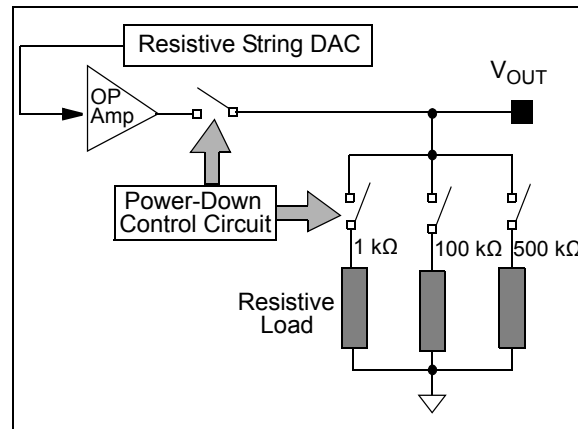 Resistive String DAC
VOUT
OP
Amp
Power-Down
Control Circuit
1 kΩ
100 kΩ
500 kΩ
Resistive
Load